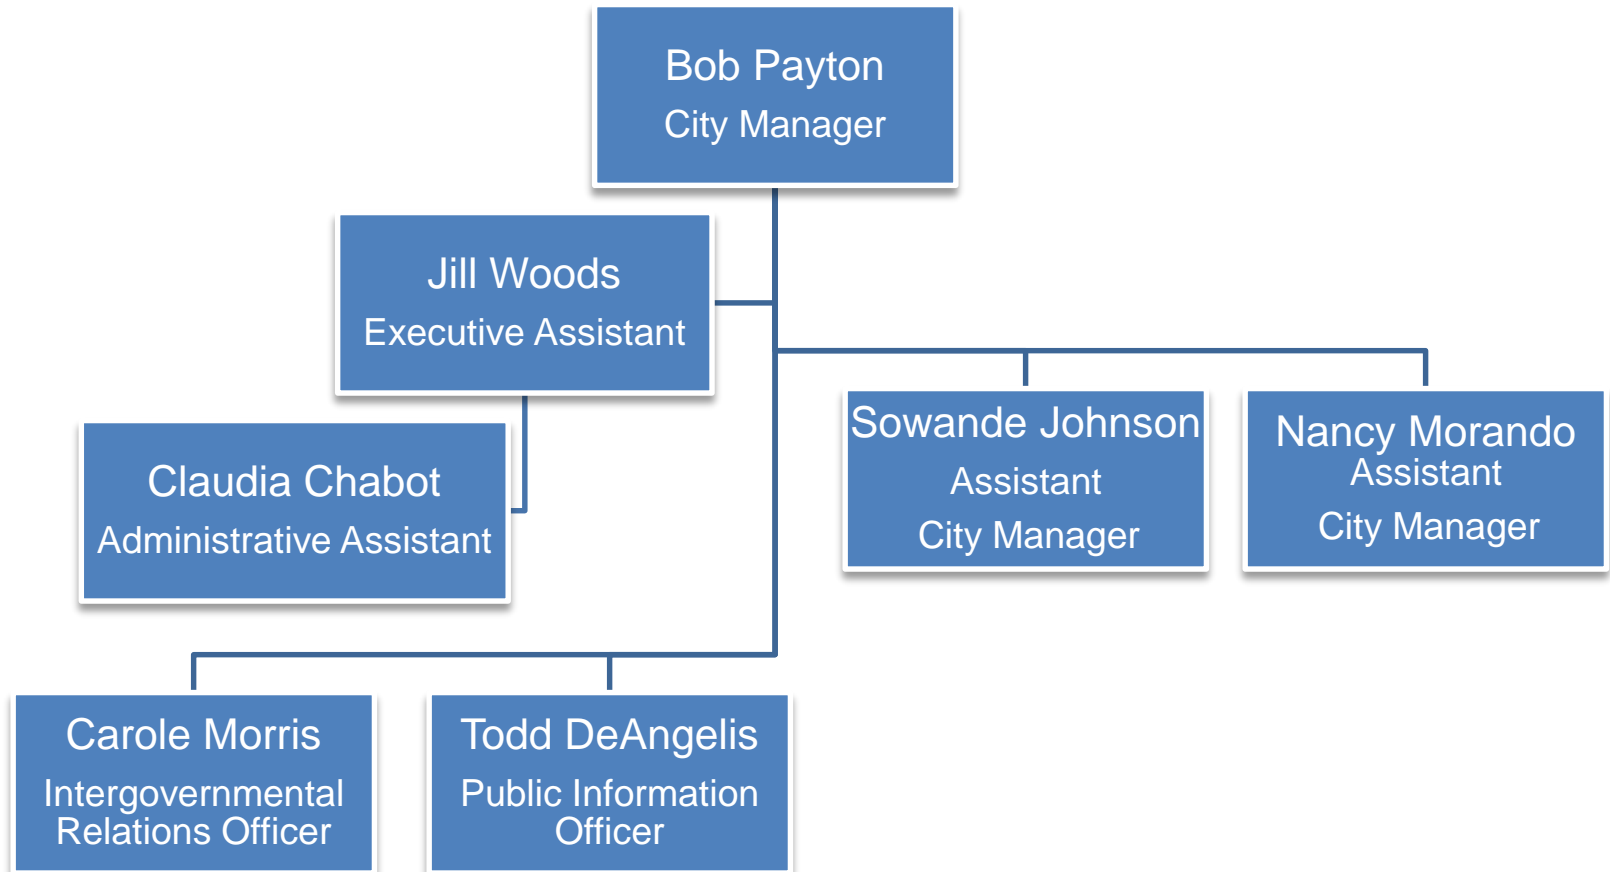 Bob Payton
City Manager
Jill Woods
Executive Assistant
Claudia Chabot
Administrative Assistant
Sowande Johnson
Assistant
City Manager
Nancy Morando
Assistant
City Manager
Carole Morris
Intergovernmental
Relations Officer
Todd DeAngelis
Public Information
Officer